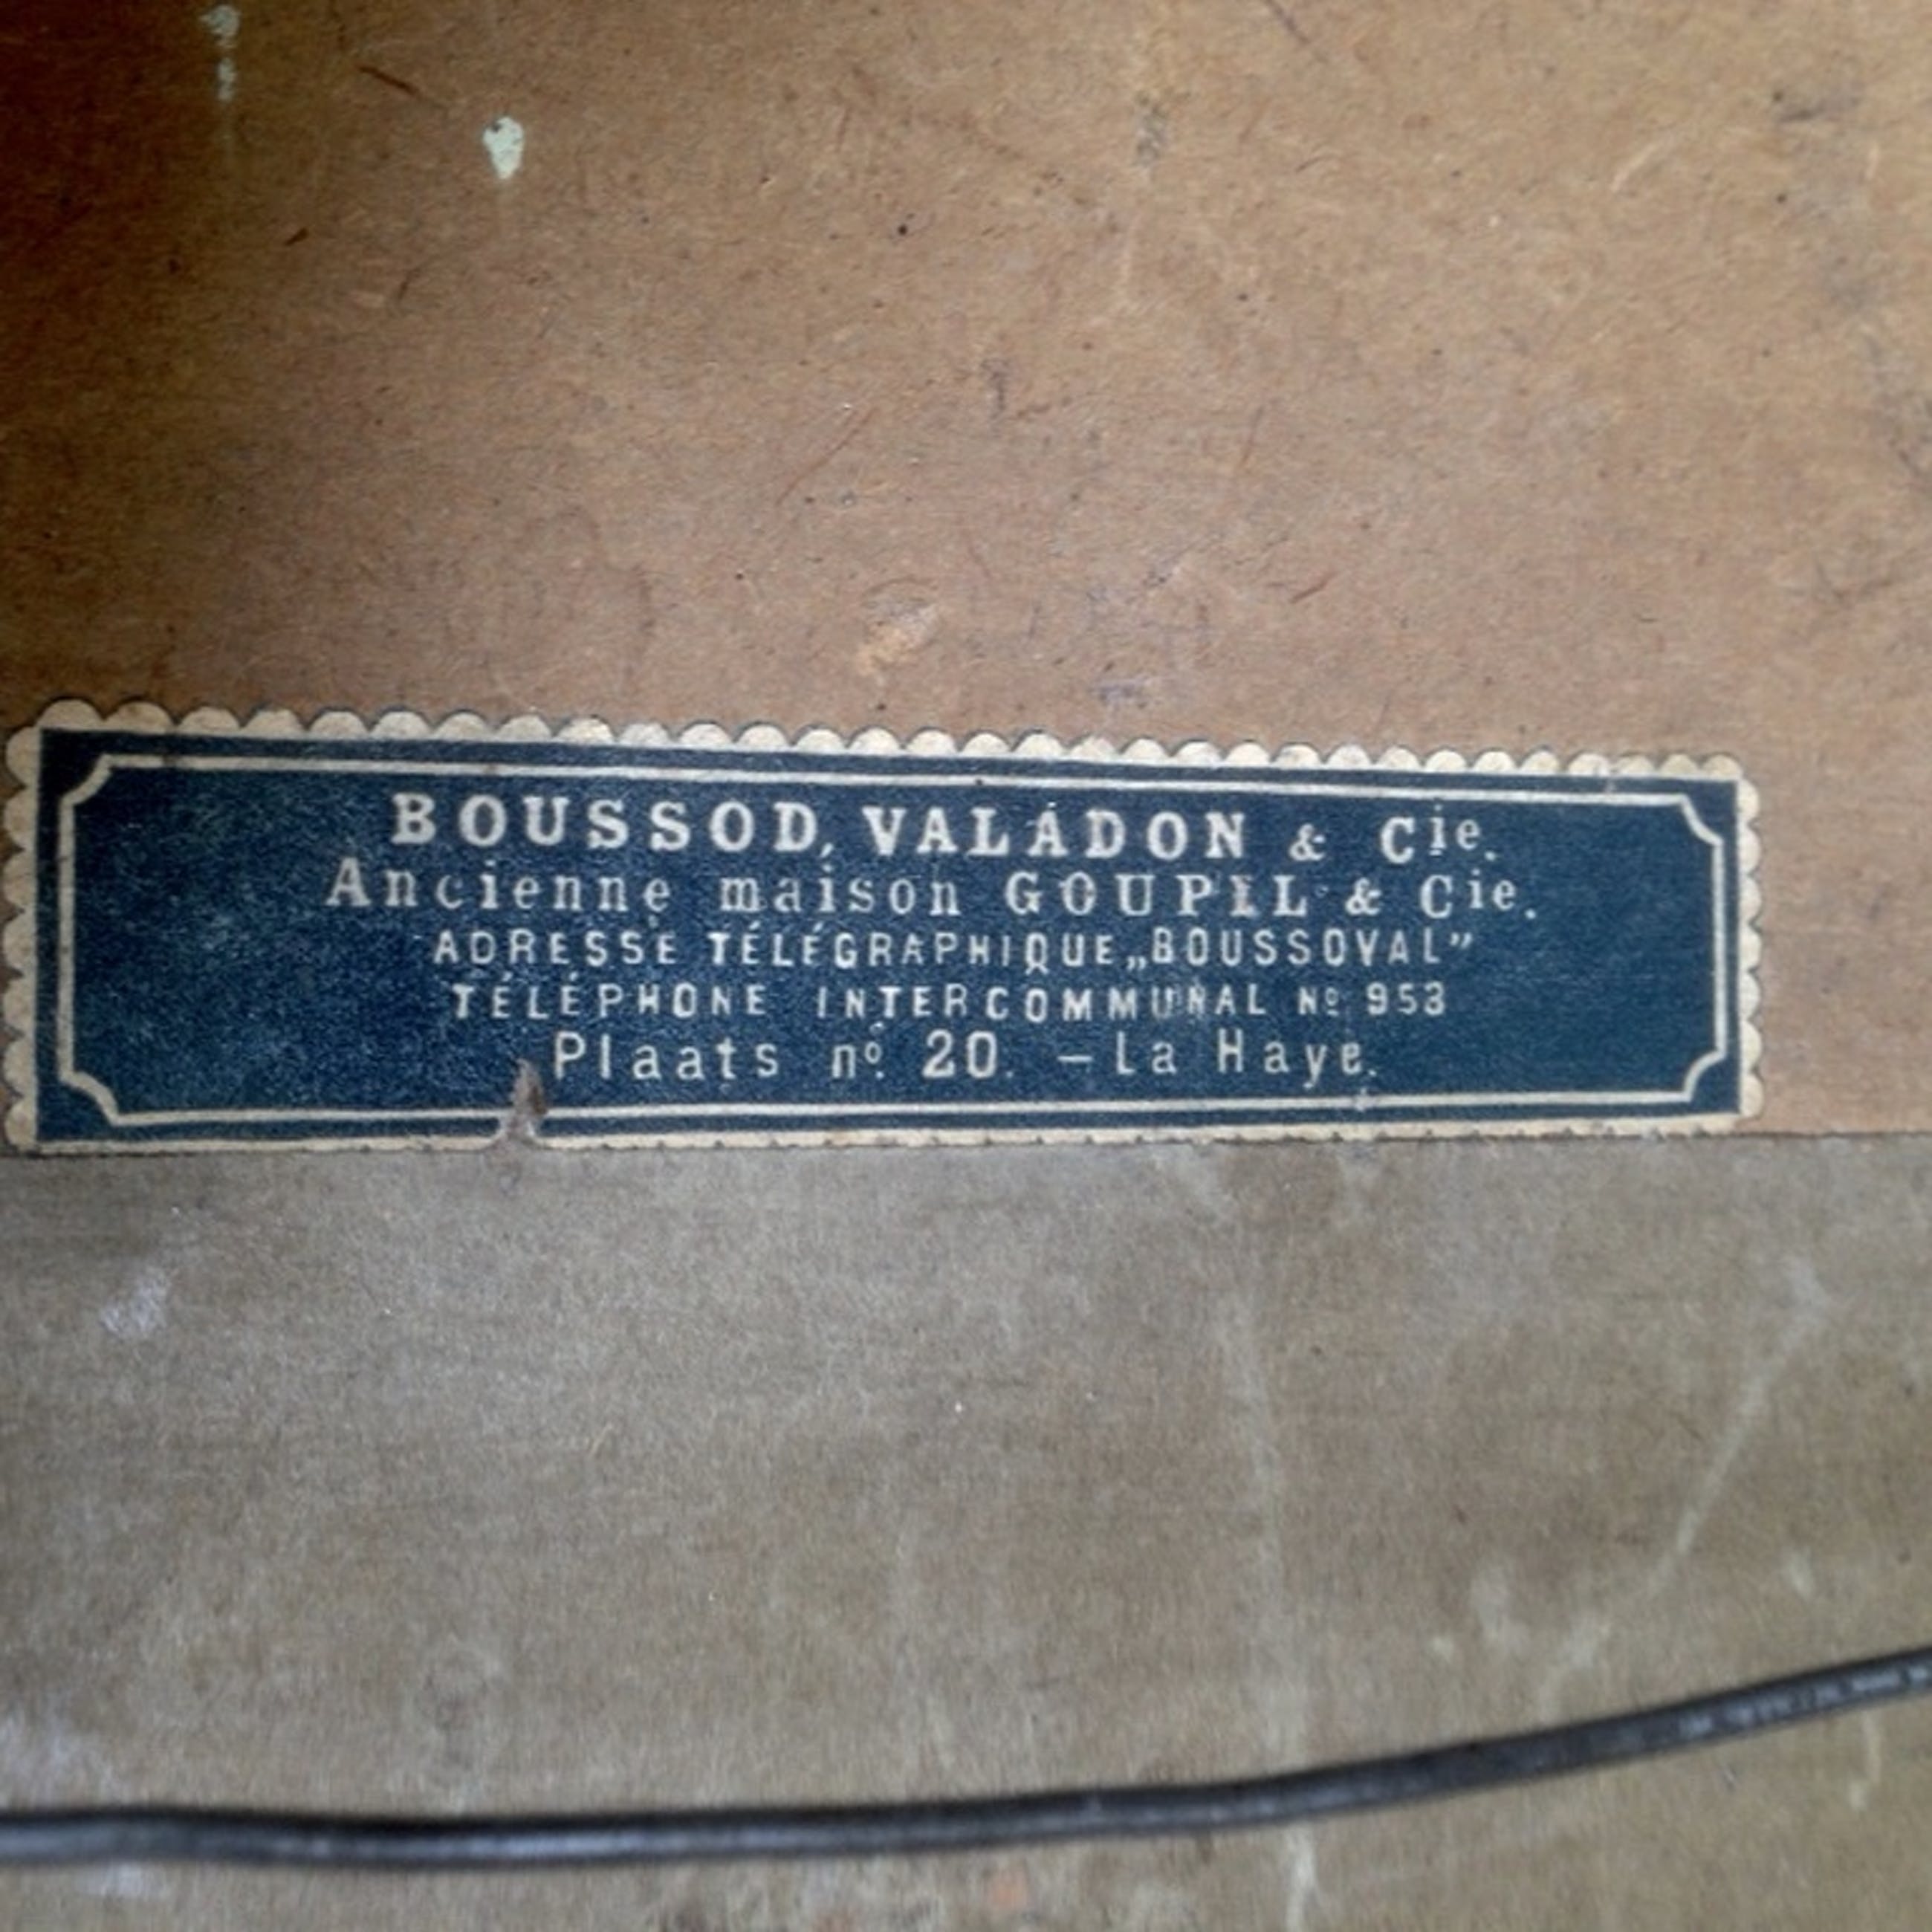 BOUSSOD, VALADON & Cie.
Ancienne maison GOUPIL & Cie.
ADRESSE TÉLÉGRAPHIQUE „BOUSSOVAL”
TÉLÉPHONE INTERCOMMUNAL Nº 953
Plaats nº 20. – La Haye.